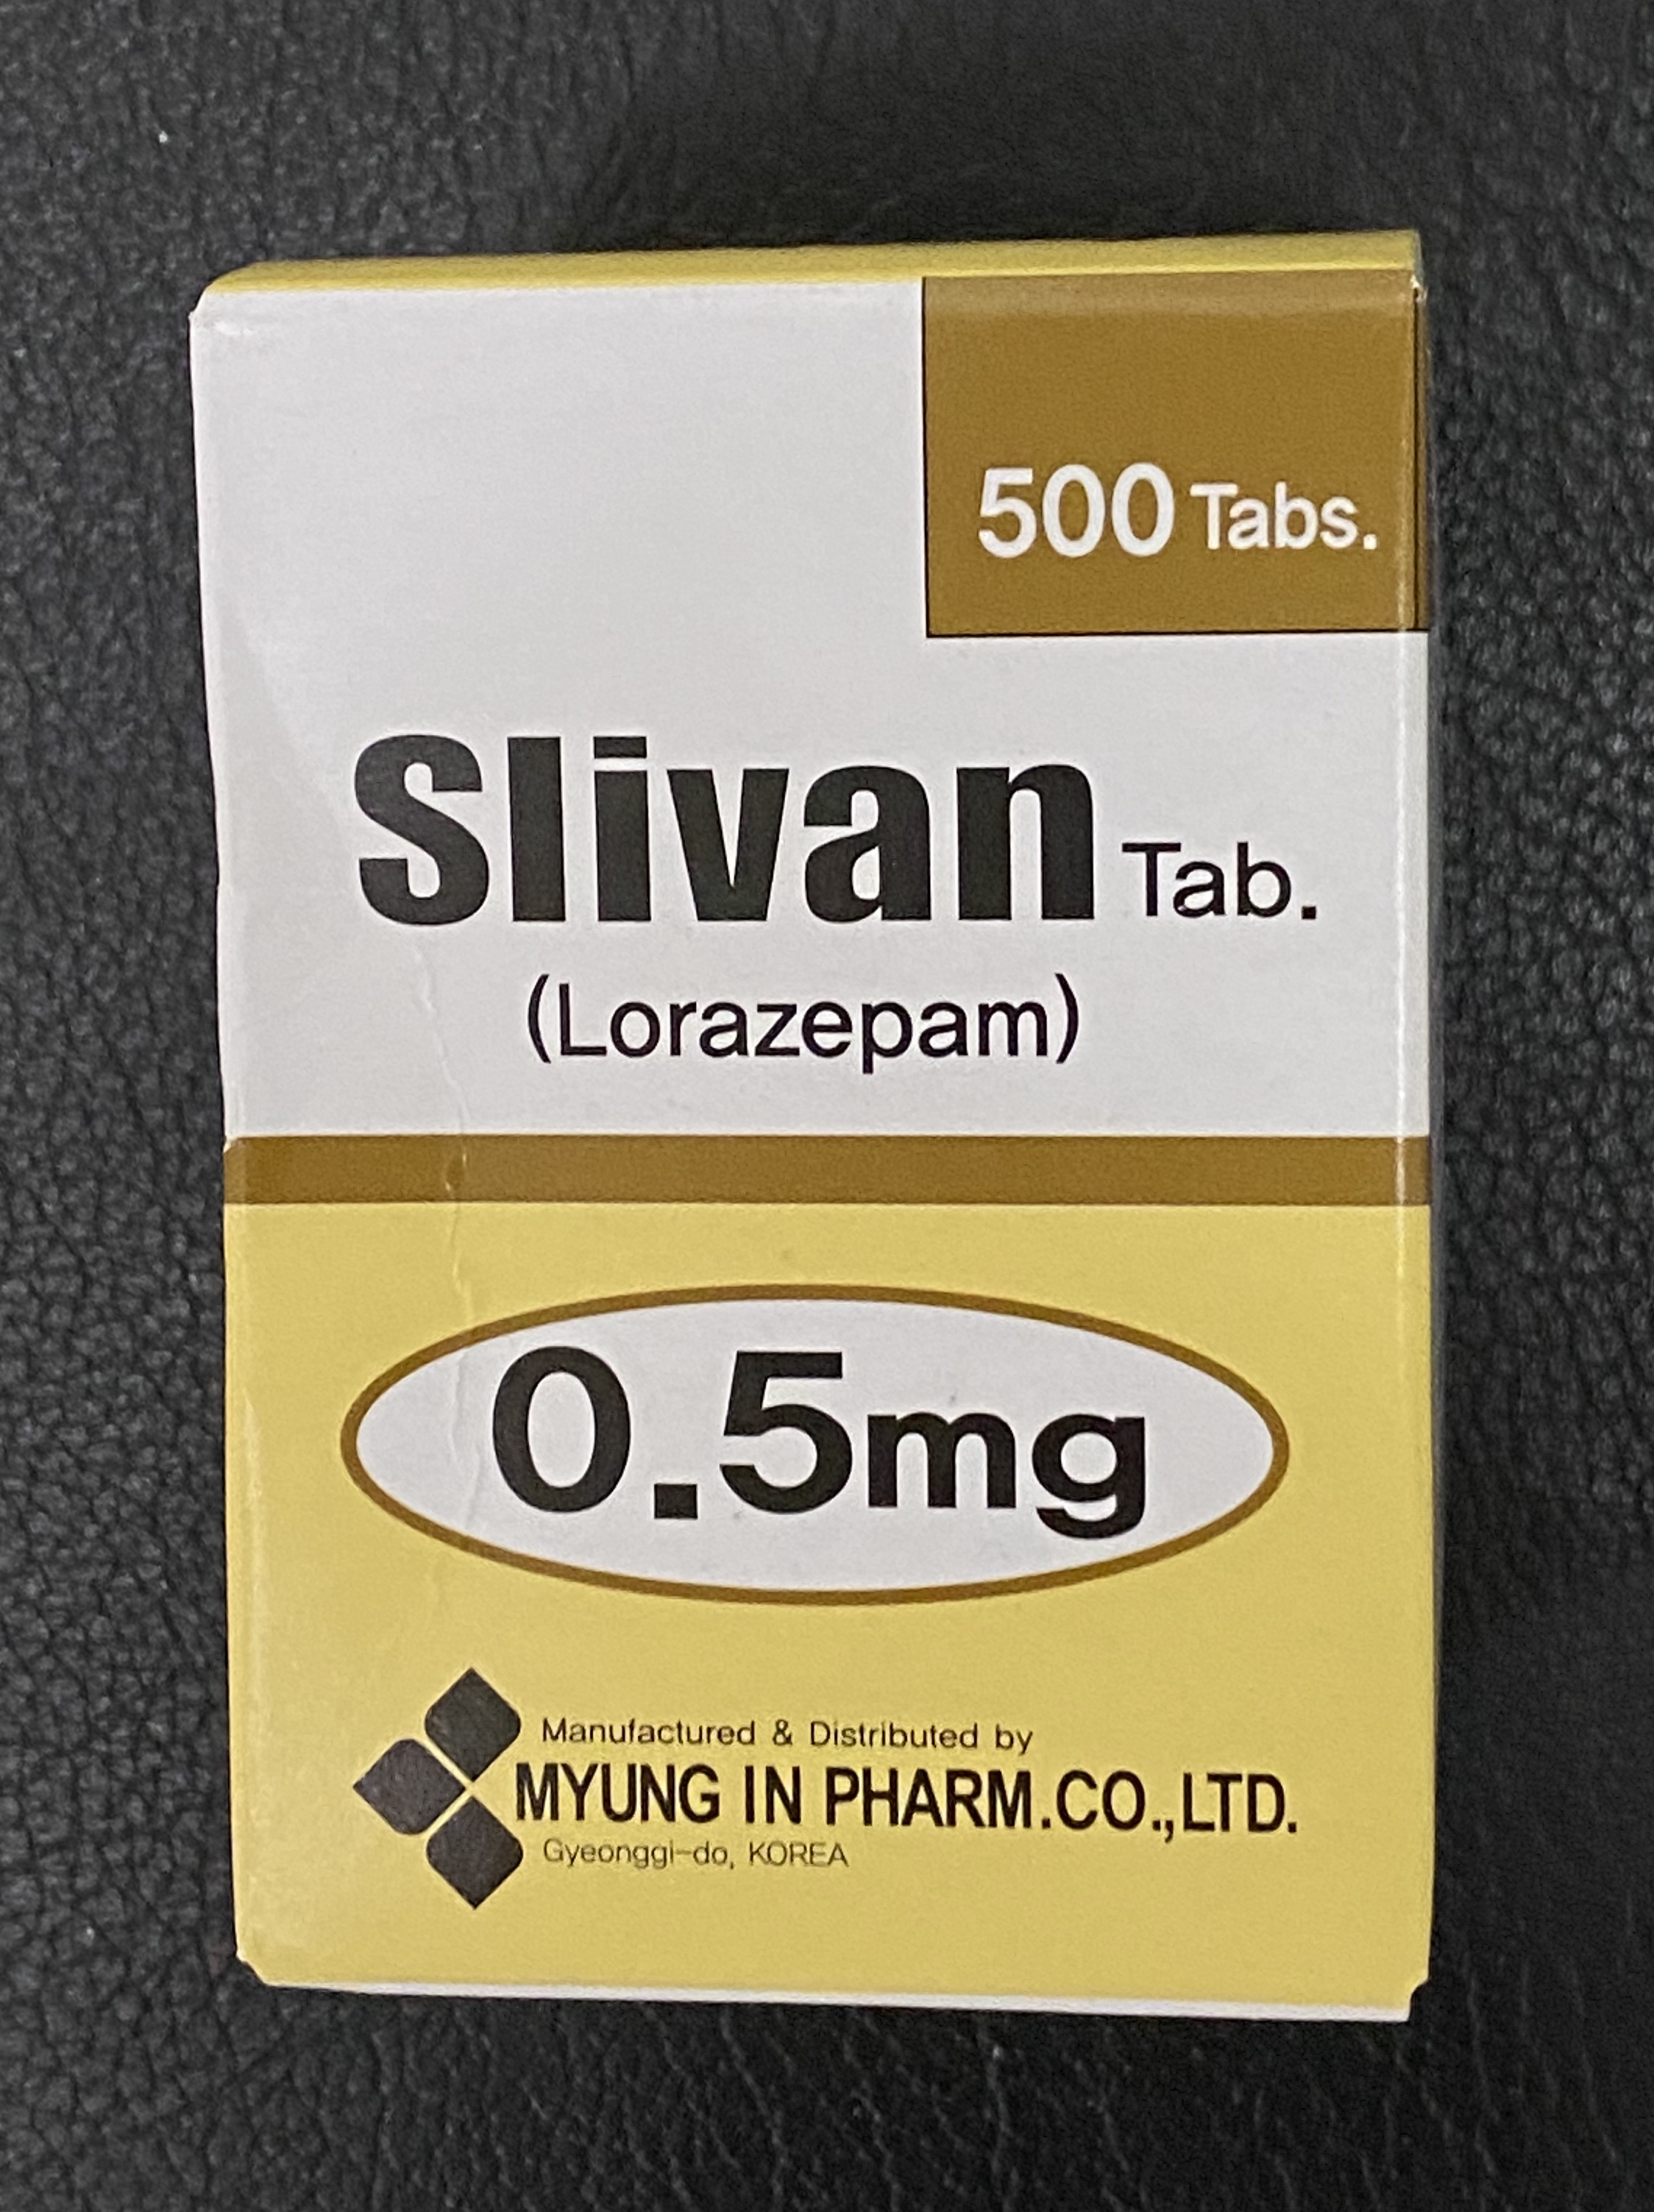 500 Tabs.
Slivan Tab.
(Lorazepam)
0.5mg
Manufactured & Distributed by
MYUNG IN PHARM.CO.,LTD.
Gyeonggi-do, KOREA